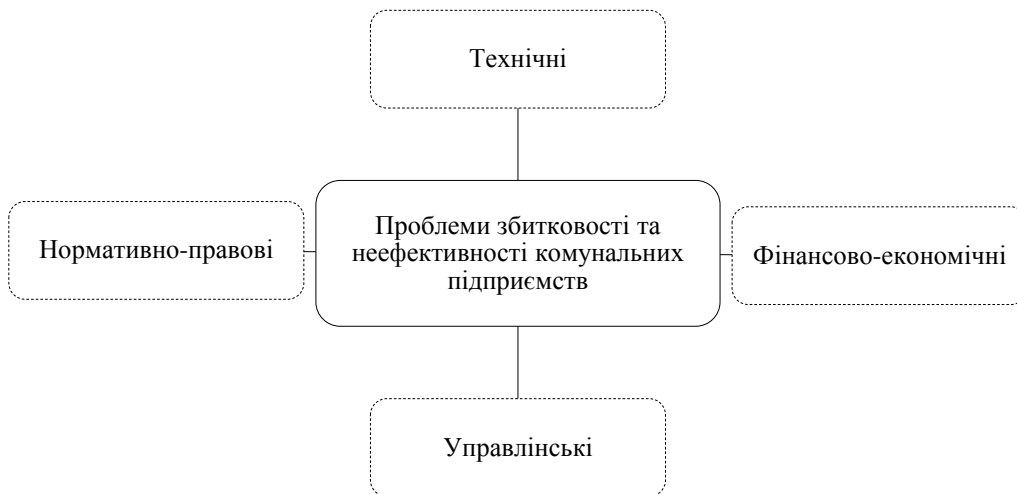 Технічні
Нормативно-правові
Проблеми збитковості та
неефективності комунальних
підприємств
Фінансово-економічні
Управлінські